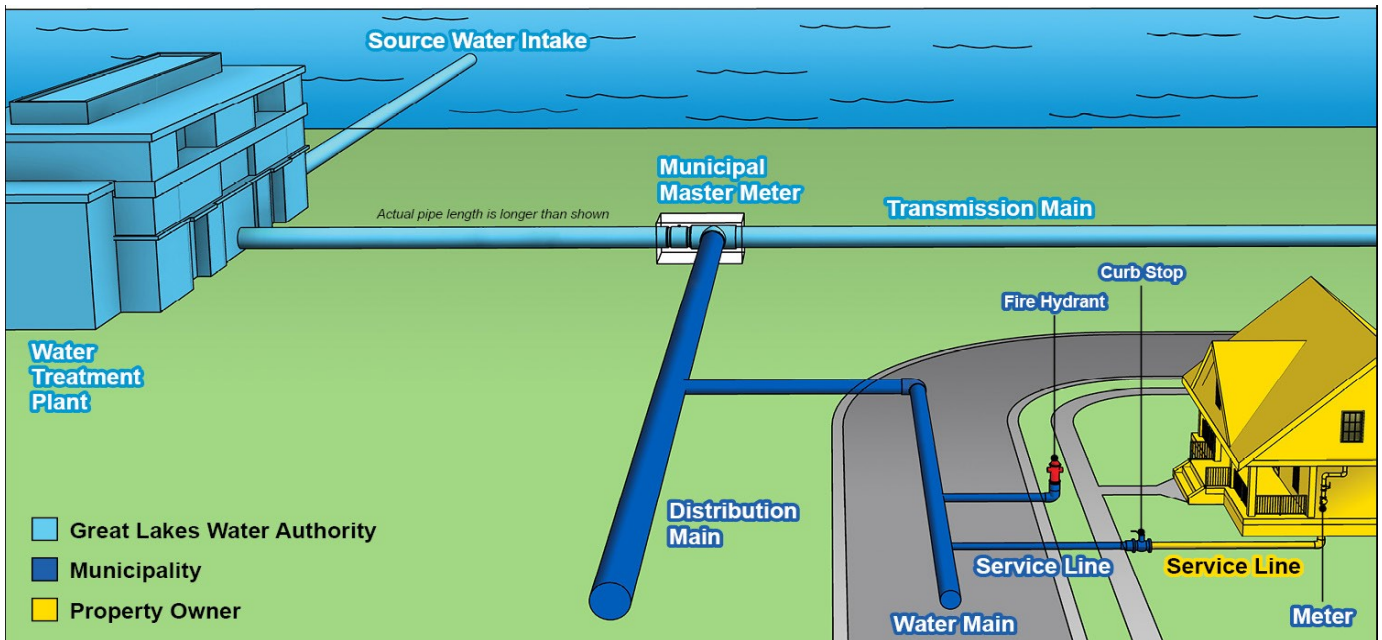 Source Water Intake
Municipal
Master Meter
Actual pipe length is longer than shown
Transmission Main
Curb Stop
Fire Hydrant
Water
Treatment
Plant
Distribution
Main
Great Lakes Water Authority
Municipality
Property Owner
Service Line
Service Line
Water Main
Meter